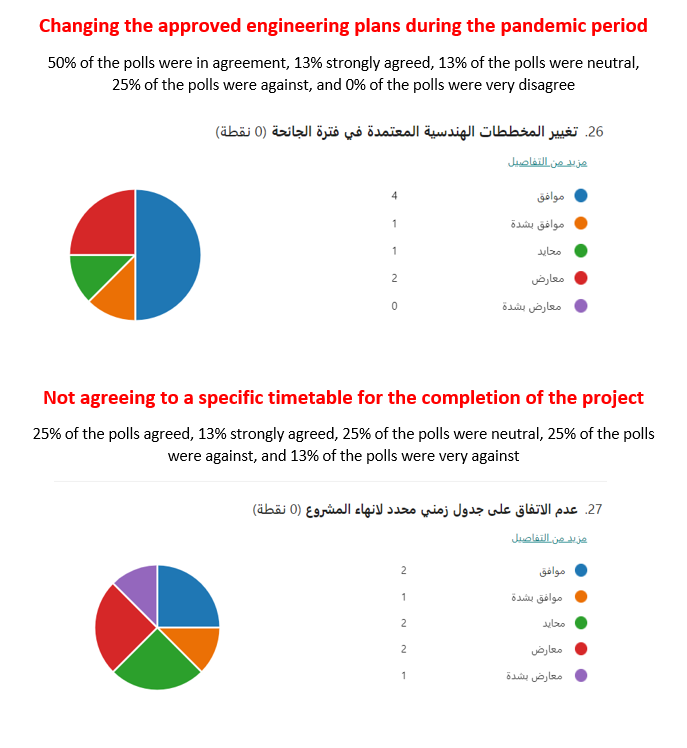 Changing the approved engineering plans during the pandemic period
50% of the polls were in agreement, 13% strongly agreed, 13% of the polls were neutral,
25% of the polls were against, and 0% of the polls were very disagree
26. تغيير المخططات الهندسية المعتمدة في فترة الجائحة (0 نقطة)
مزيد من التفاصيل
موافق 4
موافق بشدة 1
محايد 1
معارض 2
معارض بشدة 0
Not agreeing to a specific timetable for the completion of the project
25% of the polls agreed, 13% strongly agreed, 25% of the polls were neutral, 25% of the polls
were against, and 13% of the polls were very against
27. عدم الاتفاق على جدول زمني محدد لانهاء المشروع (0 نقطة)
مزيد من التفاصيل
موافق 2
موافق بشدة 1
محايد 2
معارض 2
معارض بشدة 1